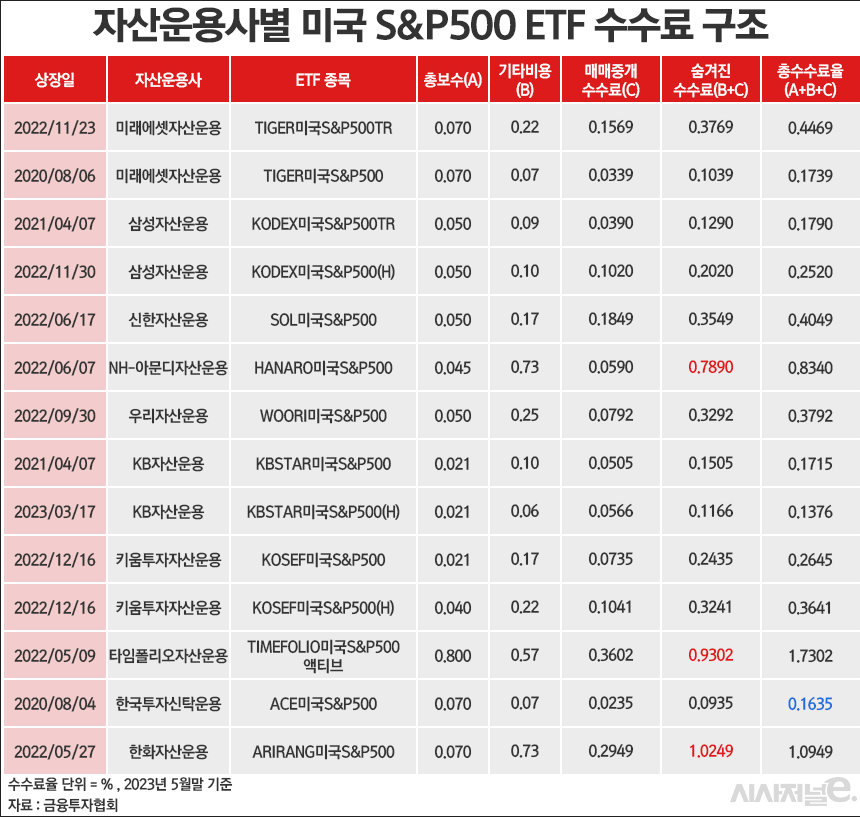 자산운용사별 미국 S&P500 ETF 수수료 구조
상장일 자산운용사 ETF 종목 총보수(A) 기타비용(B) 매매중개수수료(C) 숨겨진수수료(B+C) 총수수료율(A+B+C)
2022/11/23 미래에셋자산운용 TIGER미국S&P500TR 0.070 0.22 0.1569 0.3769 0.4469
2020/08/06 미래에셋자산운용 TIGER미국S&P500 0.070 0.07 0.0339 0.1039 0.1739
2021/04/07 삼성자산운용 KODEX미국S&P500TR 0.050 0.09 0.0390 0.1290 0.1790
2022/11/30 삼성자산운용 KODEX미국S&P500(H) 0.050 0.10 0.1020 0.2020 0.2520
2022/06/17 신한자산운용 SOL미국S&P500 0.050 0.17 0.1849 0.3549 0.4049
2022/06/07 NH-아문디자산운용 HANARO미국S&P500 0.045 0.73 0.0590 0.7890 0.8340
2022/09/30 우리자산운용 WOORI미국S&P500 0.050 0.25 0.0792 0.3292 0.3792
2021/04/07 KB자산운용 KBSTAR미국S&P500 0.021 0.10 0.0505 0.1505 0.1715
2023/03/17 KB자산운용 KBSTAR미국S&P500(H) 0.021 0.06 0.0566 0.1166 0.1376
2022/12/16 키움투자자산운용 KOSEF미국S&P500 0.021 0.17 0.0735 0.2435 0.2645
2022/12/16 키움투자자산운용 KOSEF미국S&P500(H) 0.040 0.22 0.1041 0.3241 0.3641
2022/05/09 타임폴리오자산운용 TIMEFOLIO미국S&P500액티브 0.800 0.57 0.3602 0.9302 1.7302
2020/08/04 한국투자신탁운용 ACE미국S&P500 0.070 0.07 0.0235 0.0935 0.1635
2022/05/27 한화자산운용 ARIRANG미국S&P500 0.070 0.73 0.2949 1.0249 1.0949
수수료율 단위 = % , 2023년 5월말 기준
자료 : 금융투자협회
시사저널e.